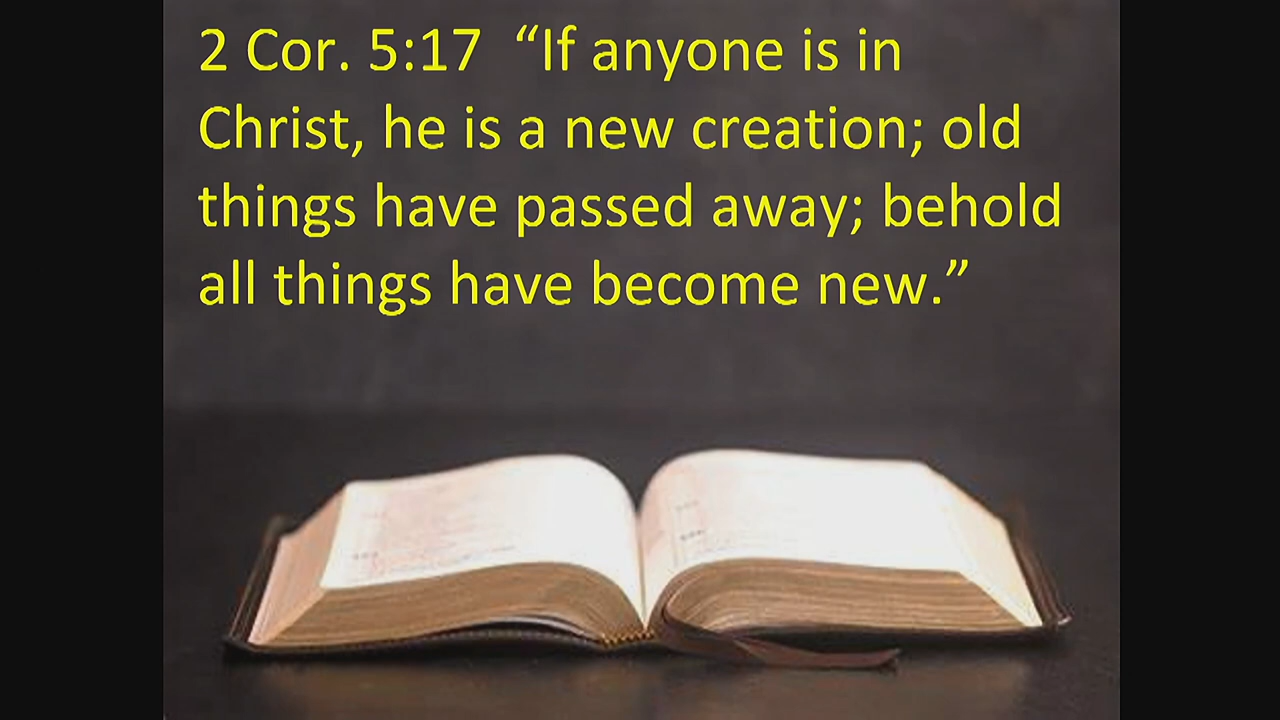 2 Cor. 5:17  “If anyone is in
Christ, he is a new creation; old
things have passed away; behold
all things have become new.”